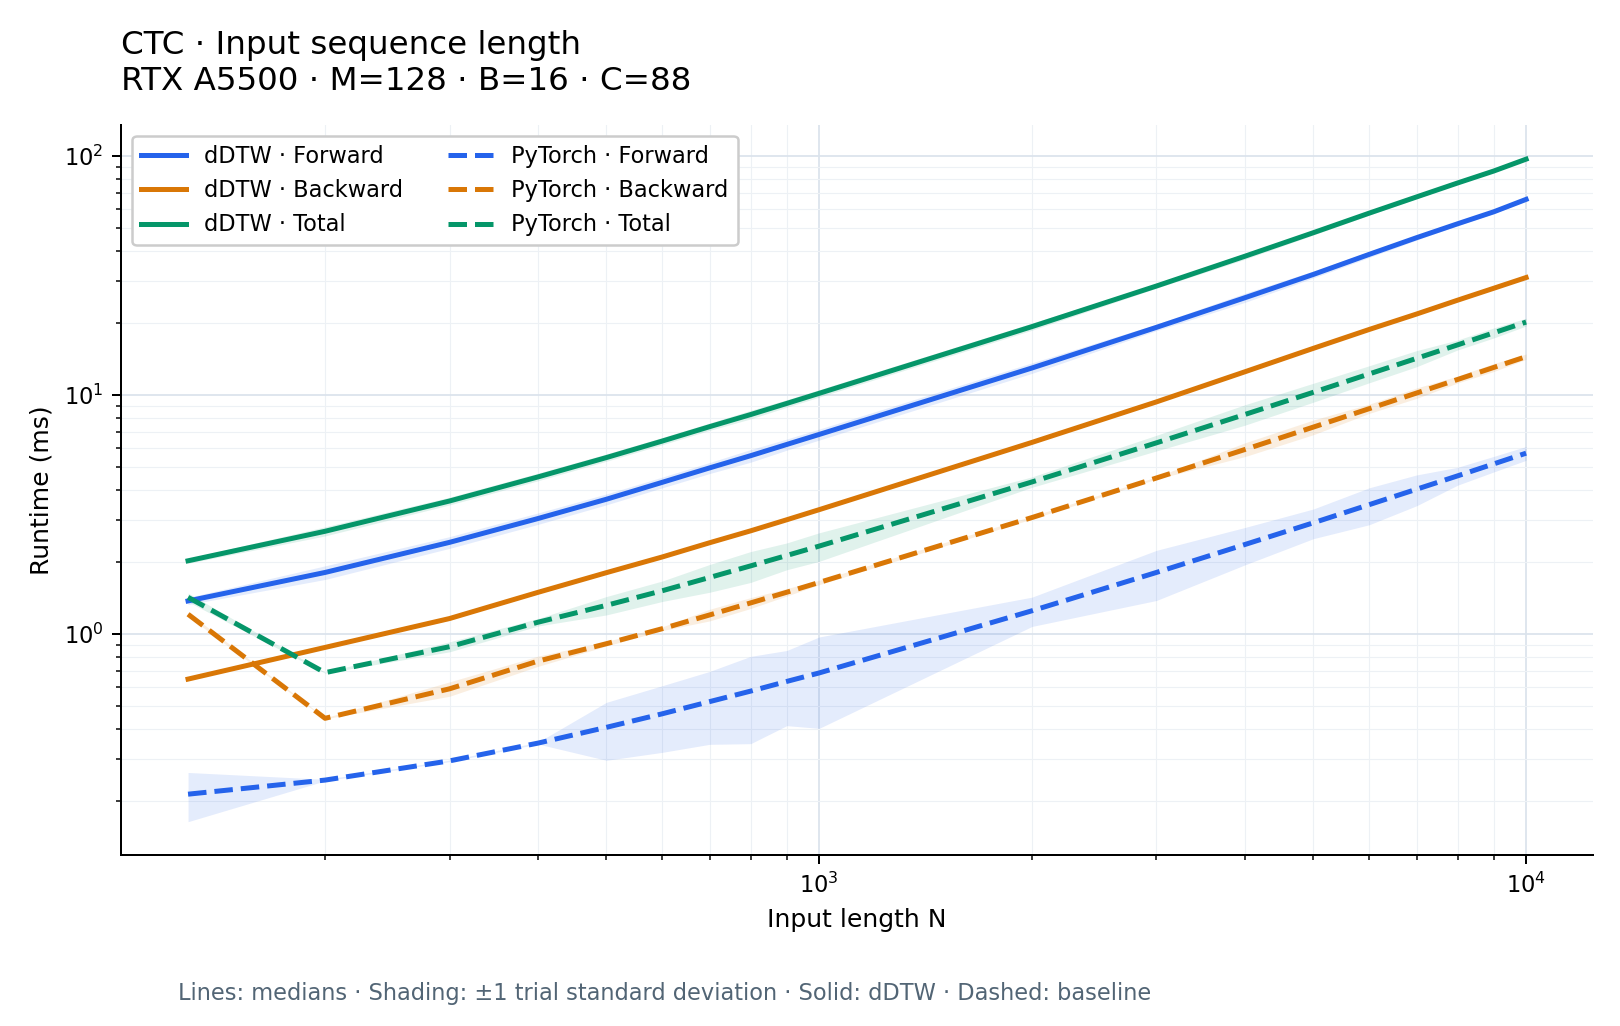 CTC · Input sequence length
RTX A5500 · M=128 · B=16 · C=88
dDTW · Forward
dDTW · Backward
dDTW · Total
PyTorch · Forward
PyTorch · Backward
PyTorch · Total
Runtime (ms)
10²
10¹
10⁰
10³
10⁴
Input length N
Lines: medians · Shading: ±1 trial standard deviation · Solid: dDTW · Dashed: baseline